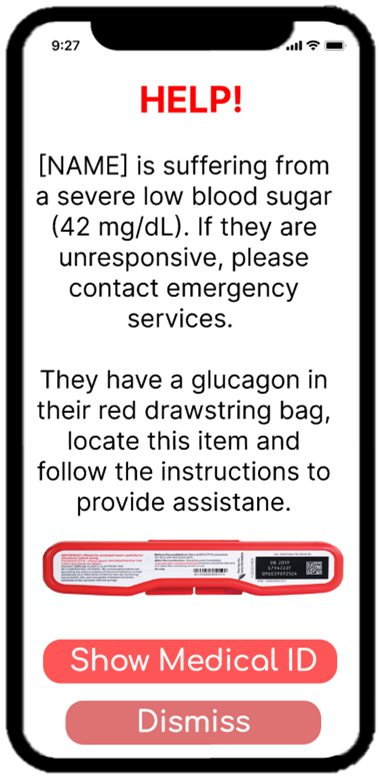 9:27
HELP!
[NAME] is suffering from
a severe low blood sugar
(42 mg/dL). If they are
unresponsive, please
contact emergency
services.
They have a glucagon in
their red drawstring bag,
locate this item and
follow the instructions to
provide assistane.
Show Medical ID
Dismiss